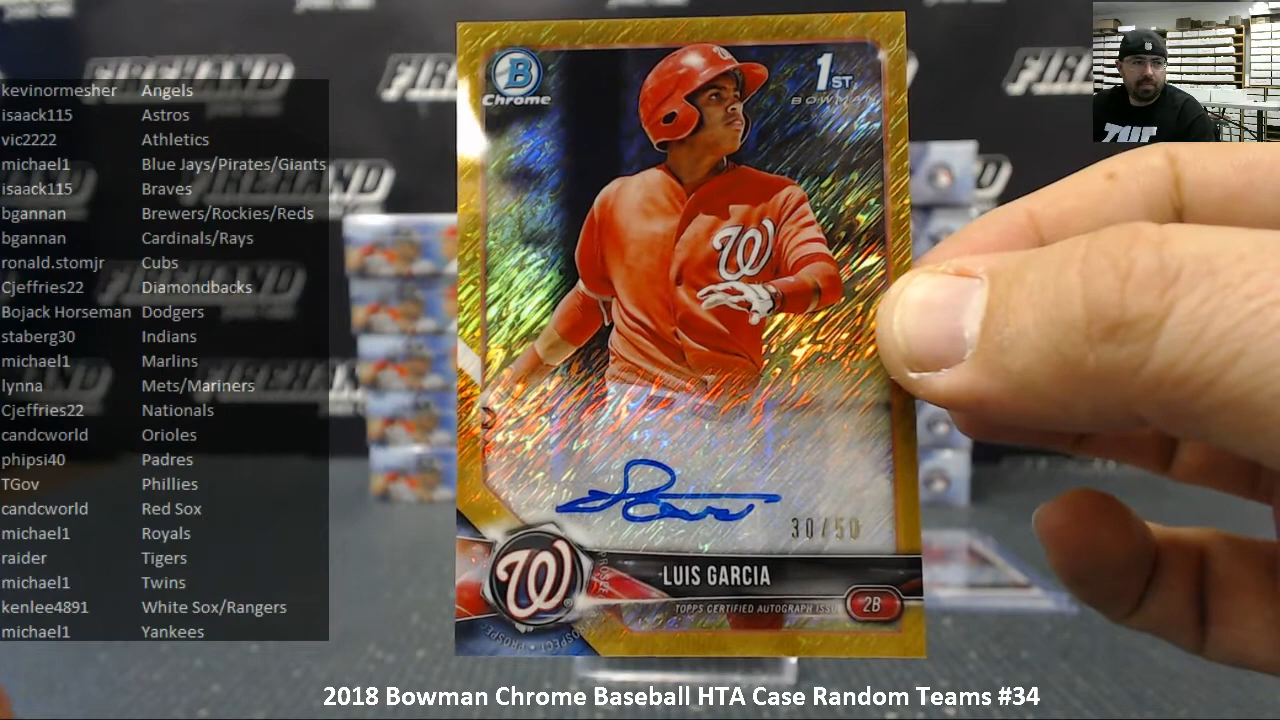 kevinormesher Angels
isaack115 Astros
vic2222 Athletics
michael1 Blue Jays/Pirates/Giants
isaack115 Braves
bgannan Brewers/Rockies/Reds
bgannan Cardinals/Rays
ronald.stomjr Cubs
Cjeffries22 Diamondbacks
Bojack Horseman Dodgers
staberg30 Indians
michael1 Marlins
lynna Mets/Mariners
Cjeffries22 Nationals
candcworld Orioles
phipsi40 Padres
TGov Phillies
candcworld Red Sox
michael1 Royals
raider Tigers
michael1 Twins
kenlee4891 White Sox/Rangers
michael1 Yankees
FIREHAND
B
Chrome
1ST
BOWMAN
W
30/50
W
LUIS GARCIA
TOPPS CERTIFIED AUTOGRAPH ISSUE
2B
PROSPECT
2018 Bowman Chrome Baseball HTA Case Random Teams #34